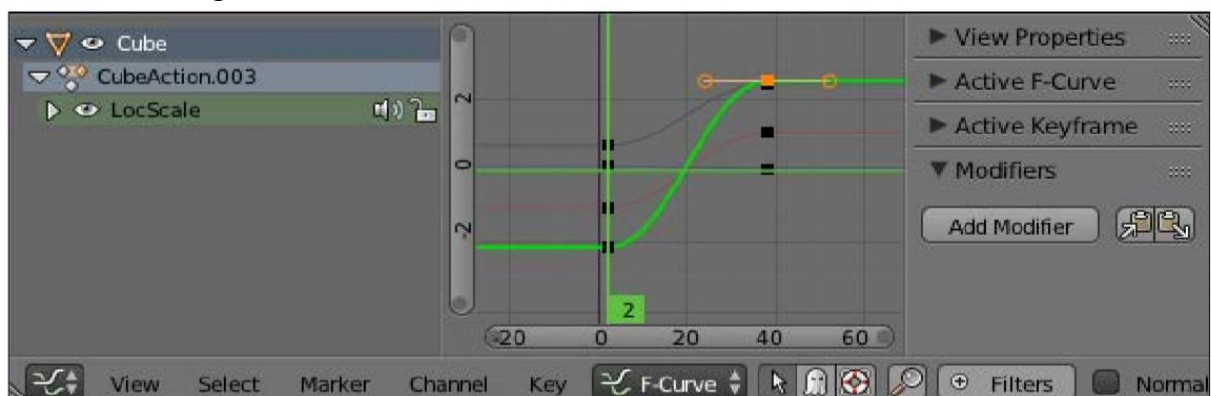 Cube
CubeAction.003
LocScale
2
0
-2
2
-20 0 20 40 60
View Properties
Active F-Curve
Active Keyframe
Modifiers
Add Modifier
View Select Marker Channel Key F-Curve Filters Normal